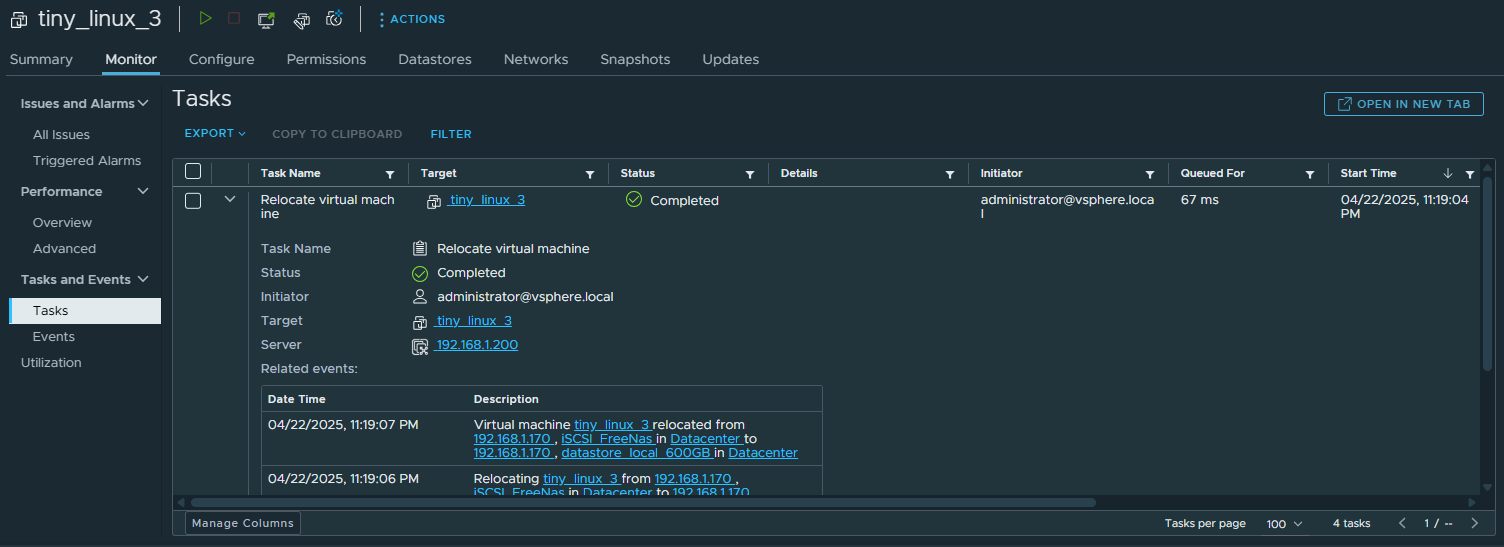 tiny_linux_3
ACTIONS
Summary Monitor Configure Permissions Datastores Networks Snapshots Updates
Issues and Alarms
All Issues
Triggered Alarms
Performance
Overview
Advanced
Tasks and Events
Tasks
Events
Utilization
Tasks
OPEN IN NEW TAB
EXPORT COPY TO CLIPBOARD FILTER
Task Name Target Status Details Initiator Queued For Start Time
Relocate virtual mach
ine
tiny_linux_3
Completed
administrator@vsphere.loca
l
67 ms
04/22/2025, 11:19:04
PM
Task Name Relocate virtual machine
Status Completed
Initiator administrator@vsphere.local
Target tiny_linux_3
Server 192.168.1.200
Related events:
Date Time Description
04/22/2025, 11:19:07 PM
Virtual machine tiny_linux_3 relocated from
192.168.1.170 , iSCSI_FreeNas in Datacenter to
192.168.1.170 , datastore_local_600GB in Datacenter
04/22/2025, 11:19:06 PM
Relocating tiny_linux_3 from 192.168.1.170 ,
iSCSI_FreeNas in Datacenter to 192.168.1.170
Manage Columns
Tasks per page 100 4 tasks 1 / --